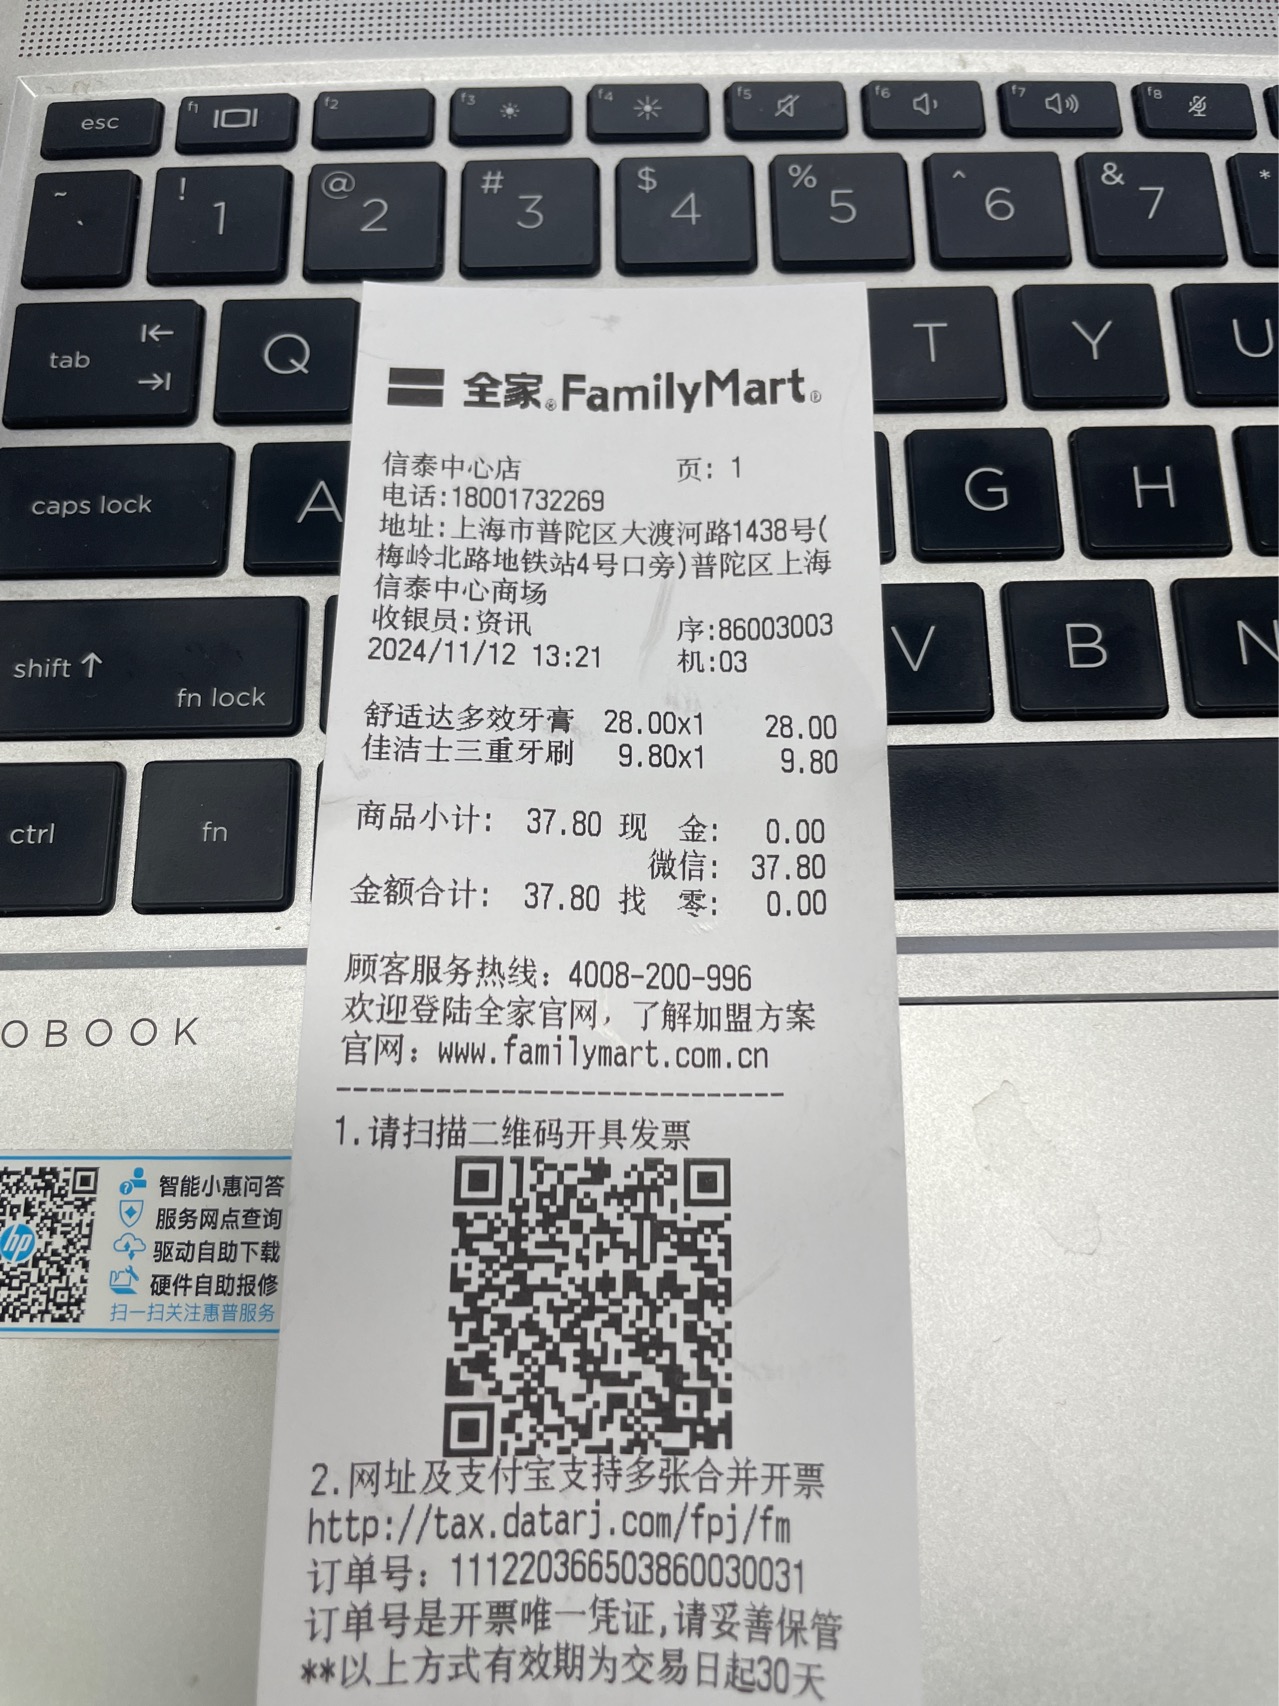 esc f1 f2 f3 f4 f5 f6 f7 f8
~ ` ! 1 @ 2 # 3 $ 4 % 5 ^ 6 & 7 *
tab Q T Y U
caps lock A G H
shift fn lock V B N
ctrl fn
全家®FamilyMart®
信泰中心店 页: 1
电话:18001732269
地址:上海市普陀区大渡河路1438号(
梅岭北路地铁站4号口旁)普陀区上海
信泰中心商场
收银员:资讯 序:86003003
2024/11/12 13:21 机:03
舒适达多效牙膏 28.00x1 28.00
佳洁士三重牙刷 9.80x1 9.80
商品小计: 37.80 现 金: 0.00
微信: 37.80
金额合计: 37.80 找 零: 0.00
顾客服务热线: 4008-200-996
欢迎登陆全家官网，了解加盟方案
官网: www.familymart.com.cn
------------------------------
1.请扫描二维码开具发票
2.网址及支付宝支持多张合并开票
http://tax.datarj.com/fpj/fm
订单号: 11122036650386003003​1
订单号是开票唯一凭证,请妥善保管
**以上方式有效期为交易日起30天
OBOOK
hp
智能小惠问答
服务网点查询
驱动自助下载
硬件自助报修
扫一扫关注惠普服务